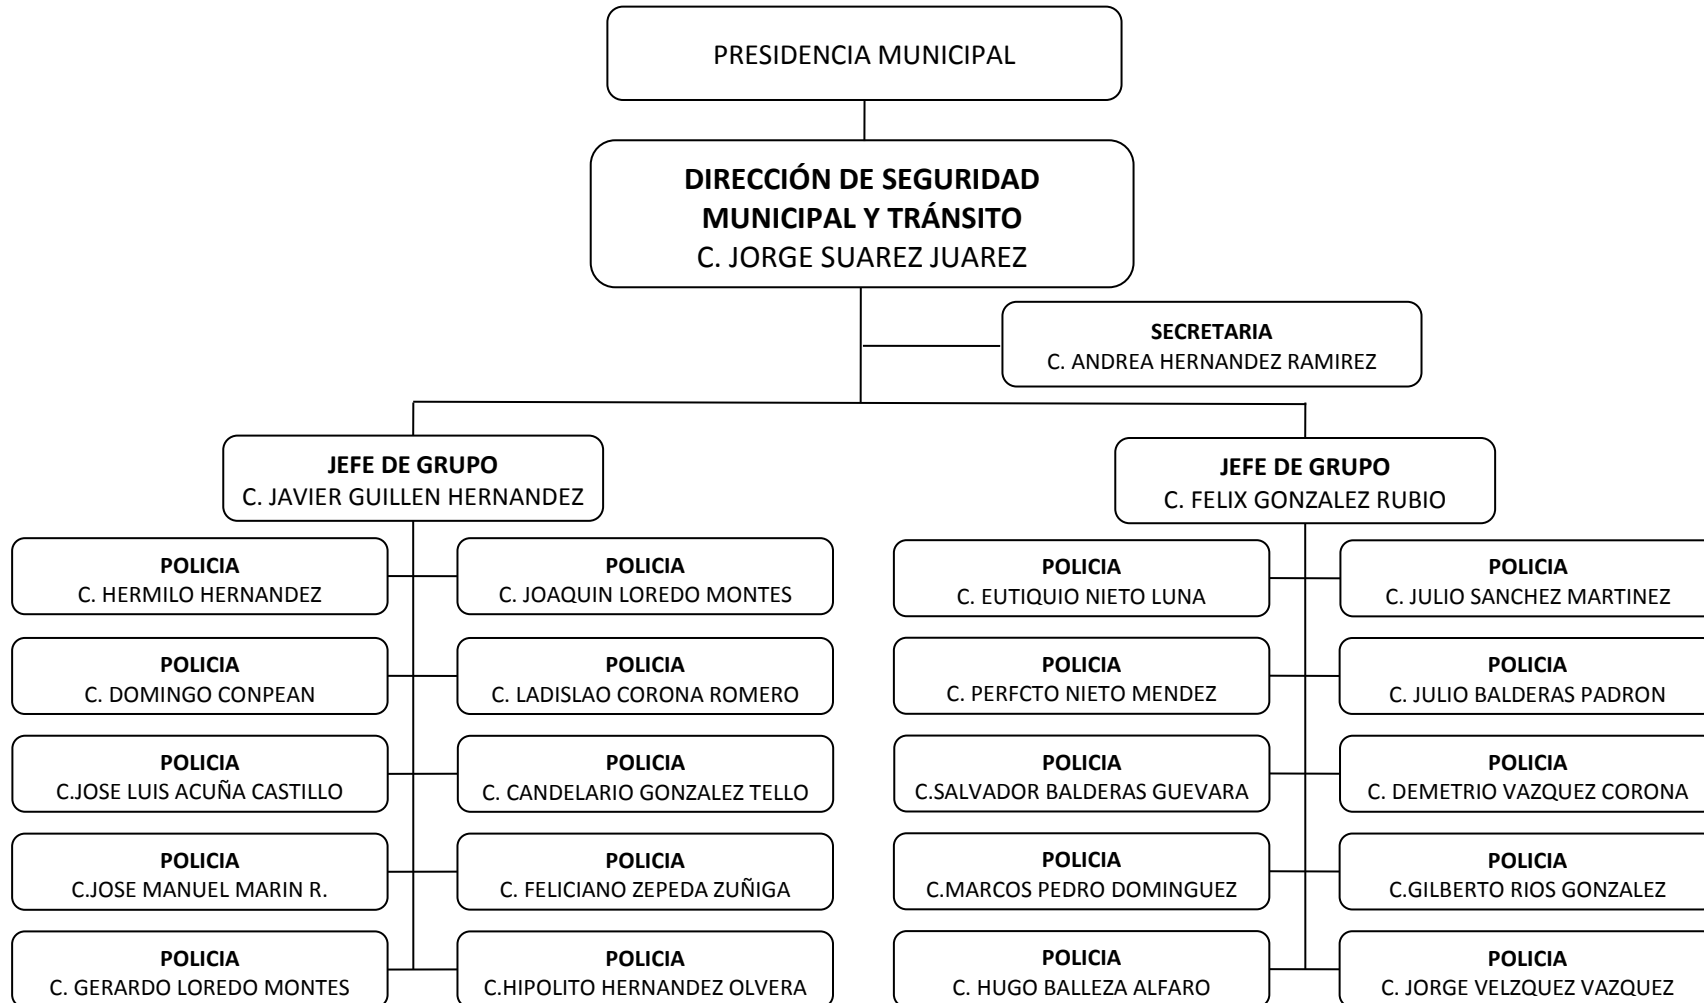 PRESIDENCIA MUNICIPAL
DIRECCIÓN DE SEGURIDAD
MUNICIPAL Y TRÁNSITO
C. JORGE SUAREZ JUAREZ
SECRETARIA
C. ANDREA HERNANDEZ RAMIREZ
JEFE DE GRUPO
C. JAVIER GUILLEN HERNANDEZ
JEFE DE GRUPO
C. FELIX GONZALEZ RUBIO
POLICIA
C. HERMILO HERNANDEZ
POLICIA
C. JOAQUIN LOREDO MONTES
POLICIA
C. EUTIQUIO NIETO LUNA
POLICIA
C. JULIO SANCHEZ MARTINEZ
POLICIA
C. DOMINGO CONPEAN
POLICIA
C. LADISLAO CORONA ROMERO
POLICIA
C. PERFCTO NIETO MENDEZ
POLICIA
C. JULIO BALDERAS PADRON
POLICIA
C.JOSE LUIS ACUÑA CASTILLO
POLICIA
C. CANDELARIO GONZALEZ TELLO
POLICIA
C.SALVADOR BALDERAS GUEVARA
POLICIA
C. DEMETRIO VAZQUEZ CORONA
POLICIA
C.JOSE MANUEL MARIN R.
POLICIA
C. FELICIANO ZEPEDA ZUÑIGA
POLICIA
C.MARCOS PEDRO DOMINGUEZ
POLICIA
C.GILBERTO RIOS GONZALEZ
POLICIA
C. GERARDO LOREDO MONTES
POLICIA
C.HIPOLITO HERNANDEZ OLVERA
POLICIA
C. HUGO BALLEZA ALFARO
POLICIA
C. JORGE VELZQUEZ VAZQUEZ